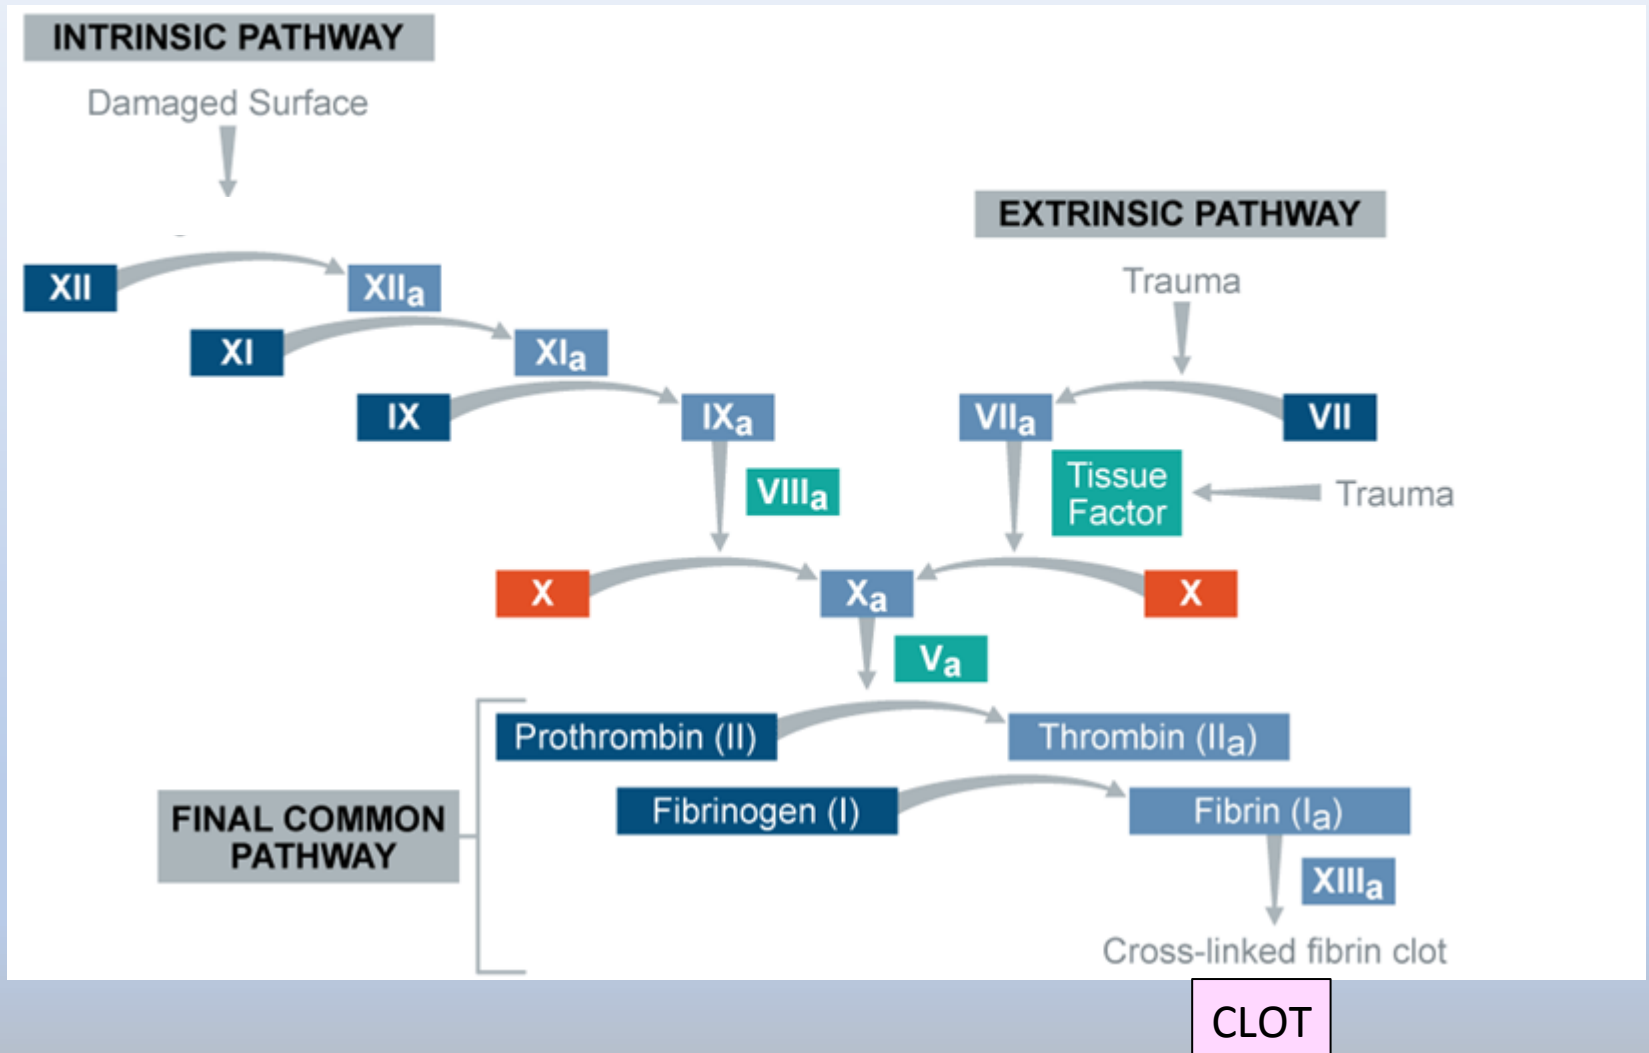 INTRINSIC PATHWAY
Damaged Surface
EXTRINSIC PATHWAY
Trauma
XII
XIIa
XI
XIa
IX
IXa
VIIa
VII
VIIIa
Tissue
Factor
Trauma
X
Xa
X
Va
Prothrombin (II)
Thrombin (IIa)
Fibrinogen (I)
Fibrin (Ia)
FINAL COMMON
PATHWAY
XIIIa
Cross-linked fibrin clot
CLOT